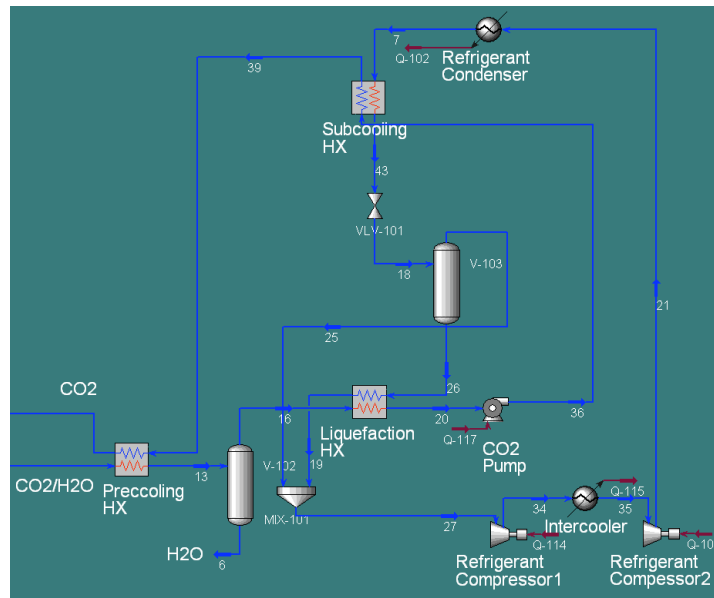 7
Q-102
Refrigerant
Condenser
39
Subcooling
HX
43
VLV-101
18
V-103
21
25
26
CO2
16
20
36
Liquefaction
HX
Q-117
CO2
Pump
CO2/H2O
13
Preccoling
HX
V-102
19
MIX-101
27
34
Intercooler
Q-115
35
H2O
6
Q-114
Q-10
Refrigerant
Compressor1
Refrigerant
Compessor2